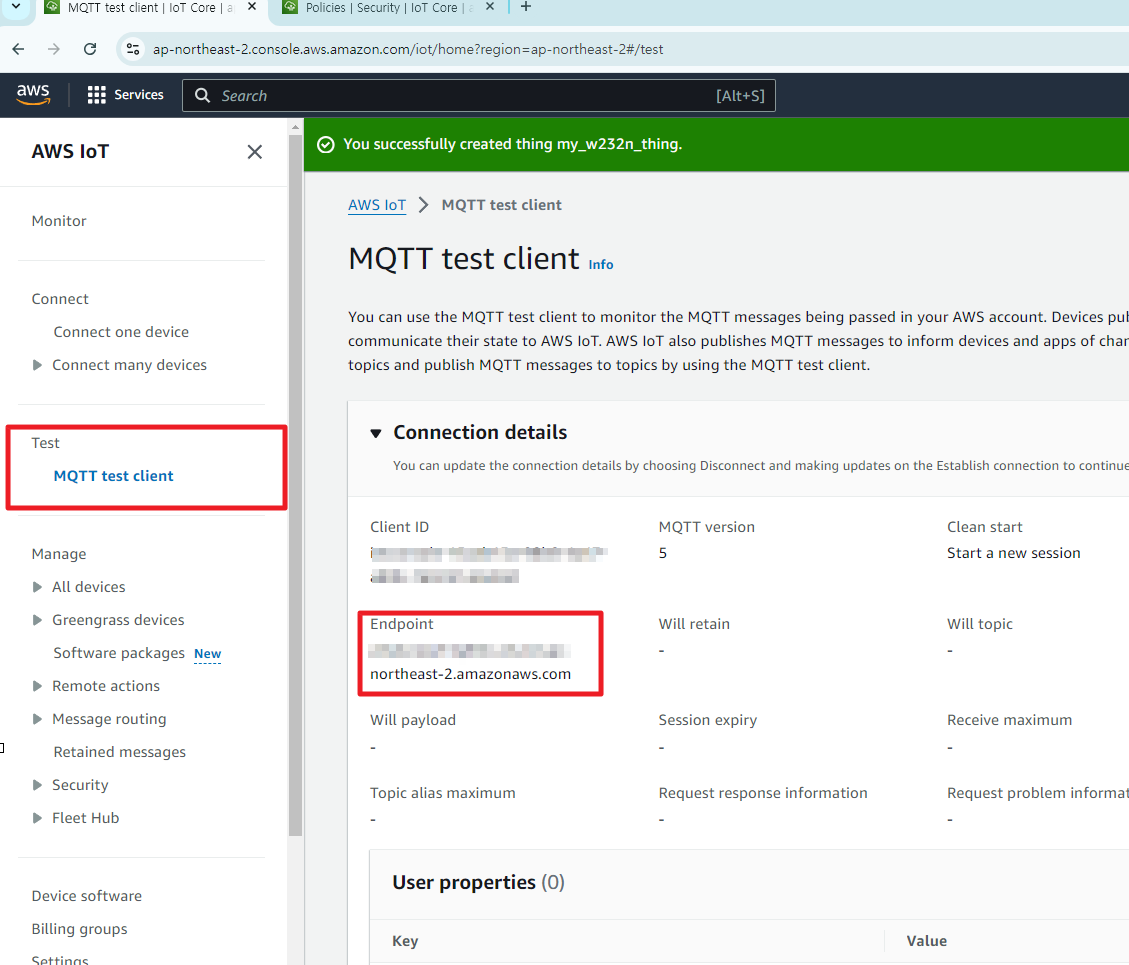 MQTT test client | IoT Core | a
Policies | Security | IoT Core | a
ap-northeast-2.console.aws.amazon.com/iot/home?region=ap-northeast-2#/test
aws
Services
Search
[Alt+S]
AWS IoT
Monitor
Connect
Connect one device
Connect many devices
Test
MQTT test client
Manage
All devices
Greengrass devices
Software packages New
Remote actions
Message routing
Retained messages
Security
Fleet Hub
Device software
Billing groups
Settings
You successfully created thing my_w232n_thing.
AWS IoT > MQTT test client
MQTT test client Info
You can use the MQTT test client to monitor the MQTT messages being passed in your AWS account. Devices pub
communicate their state to AWS IoT. AWS IoT also publishes MQTT messages to inform devices and apps of chan
topics and publish MQTT messages to topics by using the MQTT test client.
Connection details
You can update the connection details by choosing Disconnect and making updates on the Establish connection to continue
Client ID
MQTT version
5
Clean start
Start a new session
Endpoint
northeast-2.amazonaws.com
Will retain
-
Will topic
-
Will payload
-
Session expiry
-
Receive maximum
-
Topic alias maximum
-
Request response information
-
Request problem informat
-
User properties (0)
Key
Value